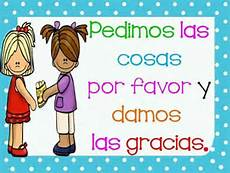 Pedimos las
cosas
por favor y
damos
las gracias.